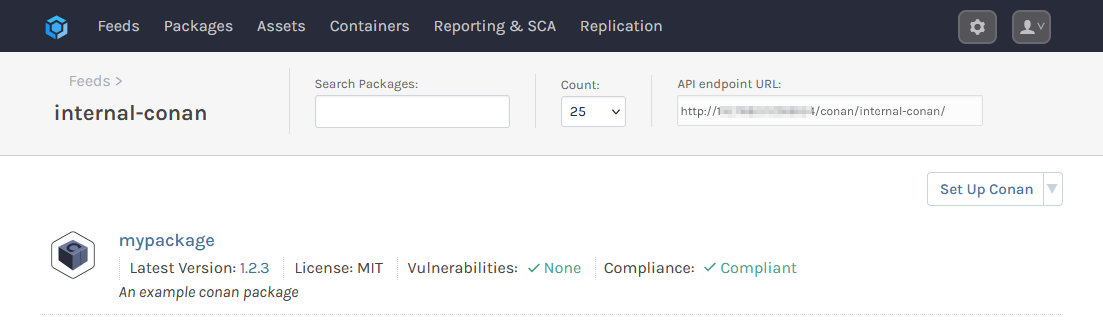 Feeds Packages Assets Containers Reporting & SCA Replication
Feeds >
internal-conan
Search Packages:
Count:
25
API endpoint URL:
http://1 4/conan/internal-conan/
Set Up Conan
mypackage
Latest Version: 1.2.3 License: MIT Vulnerabilities: ✓ None Compliance: ✓ Compliant
An example conan package